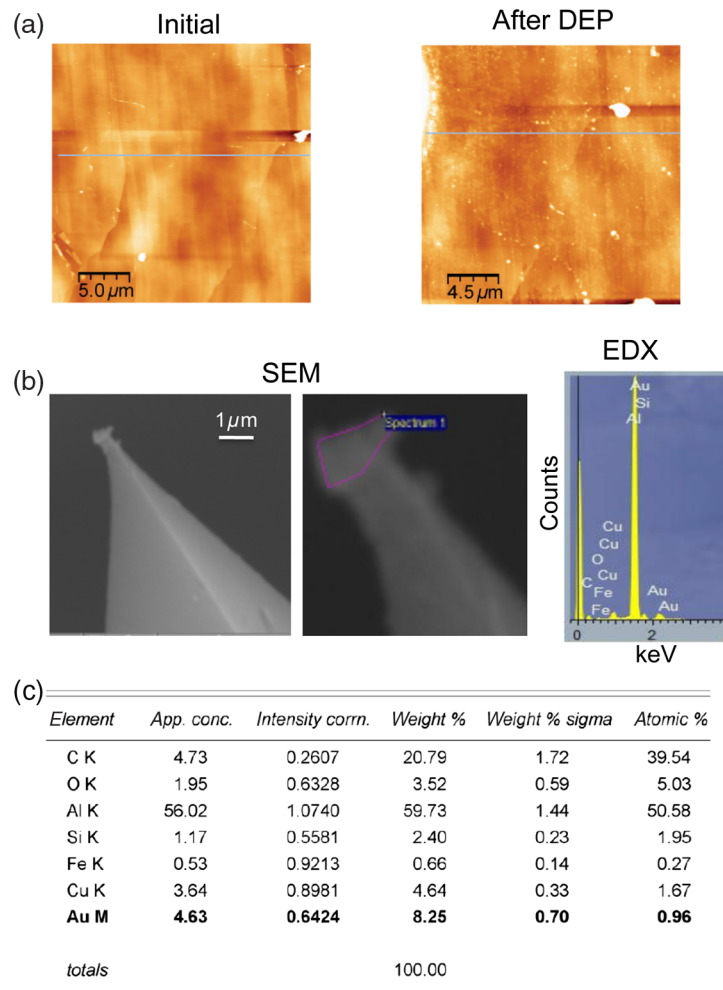 (a)
Initial
After DEP
5.0 µm
4.5 µm
(b)
SEM
EDX
1µm
Spectrum 1
Counts
Au
Si
Al
Cu
Cu
O
Cu
C
Fe
Fe
Au
Au
0
2
keV
(c)
Element App. conc. Intensity corrn. Weight % Weight % sigma Atomic %
C K 4.73 0.2607 20.79 1.72 39.54
O K 1.95 0.6328 3.52 0.59 5.03
Al K 56.02 1.0740 59.73 1.44 50.58
Si K 1.17 0.5581 2.40 0.23 1.95
Fe K 0.53 0.9213 0.66 0.14 0.27
Cu K 3.64 0.8981 4.64 0.33 1.67
Au M 4.63 0.6424 8.25 0.70 0.96
totals 100.00